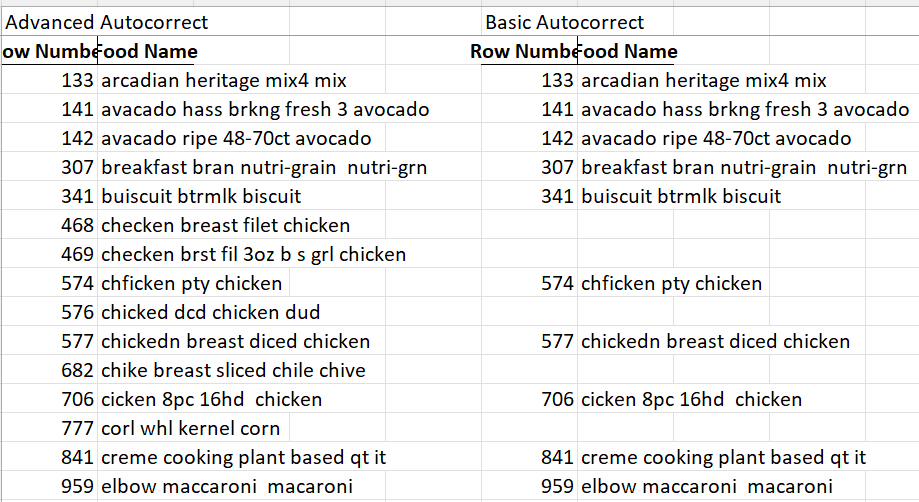 Advanced Autocorrect Basic Autocorrect
ow Numbe Food Name Row Numbe Food Name
133 arcadian heritage mix4 mix 133 arcadian heritage mix4 mix
141 avacado hass brkng fresh 3 avocado 141 avacado hass brkng fresh 3 avocado
142 avacado ripe 48-70ct avocado 142 avacado ripe 48-70ct avocado
307 breakfast bran nutri-grain  nutri-grn 307 breakfast bran nutri-grain  nutri-grn
341 buiscuit btrmlk biscuit 341 buiscuit btrmlk biscuit
468 checken breast filet chicken
469 checken brst fil 3oz b s grl chicken
574 chficken pty chicken 574 chficken pty chicken
576 chicked dcd chicken dud
577 chickedn breast diced chicken 577 chickedn breast diced chicken
682 chike breast sliced chile chive
706 cicken 8pc 16hd  chicken 706 cicken 8pc 16hd  chicken
777 corl whl kernel corn
841 creme cooking plant based qt it 841 creme cooking plant based qt it
959 elbow maccaroni  macaroni 959 elbow maccaroni  macaroni